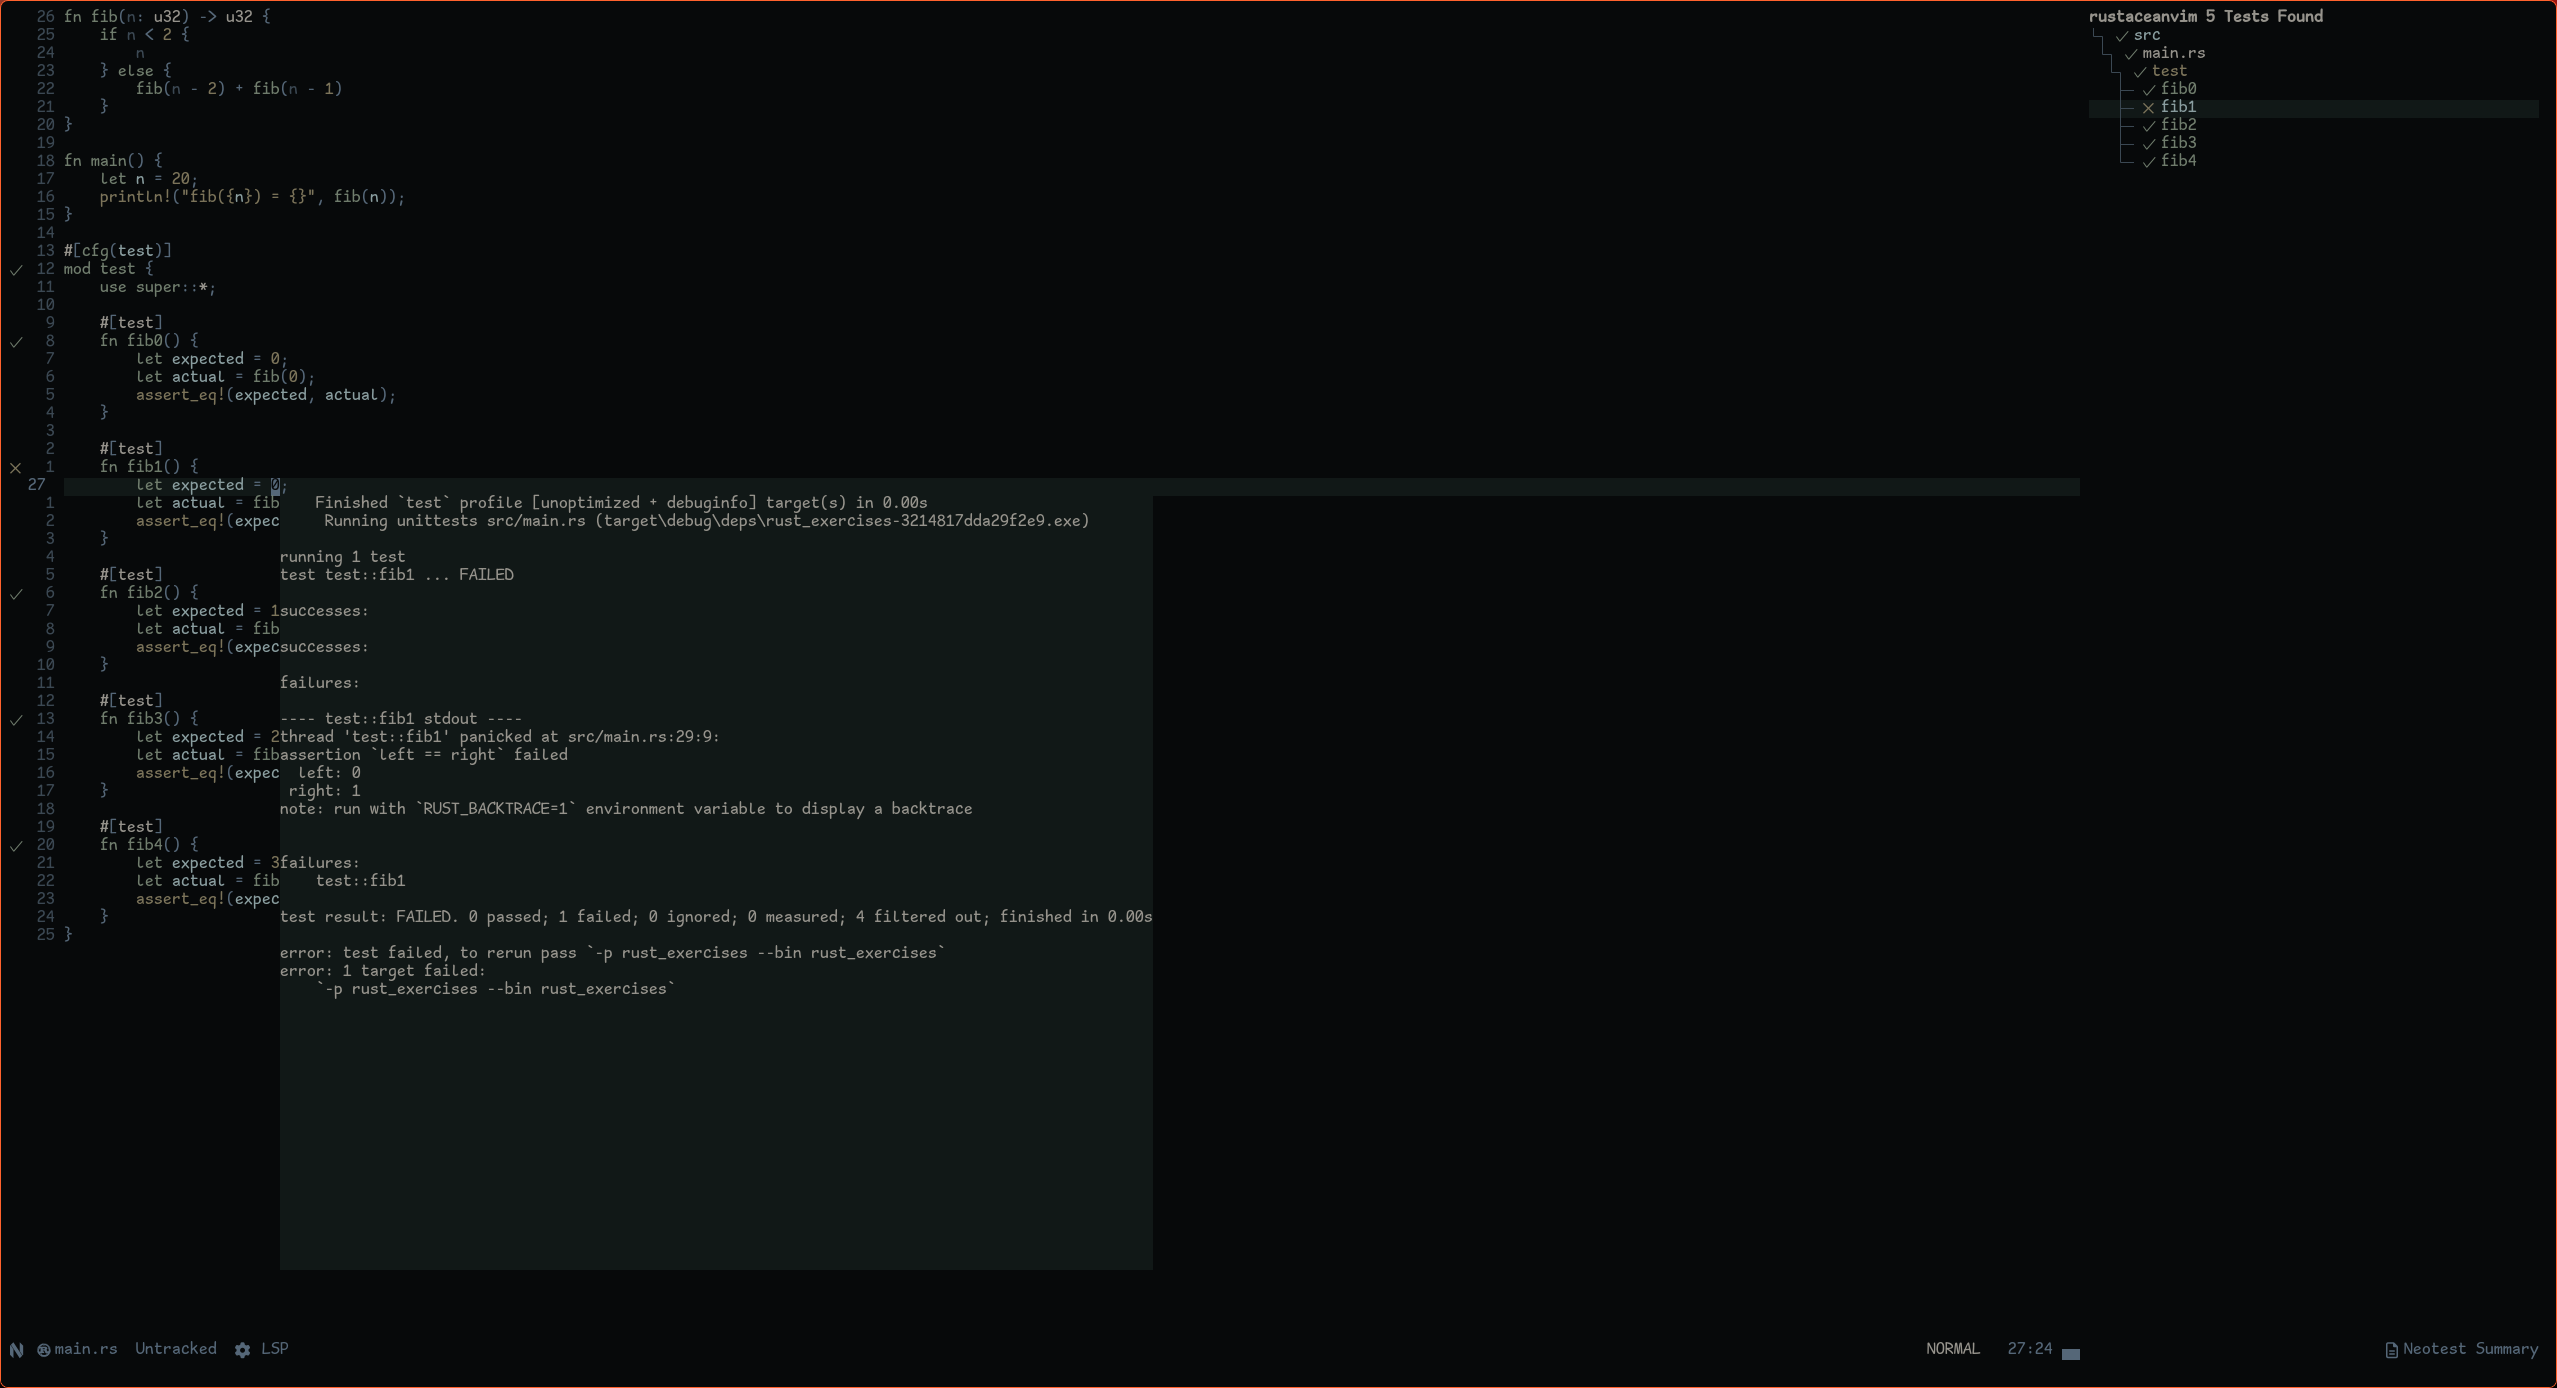 26 fn fib(n: u32) -> u32 {
25     if n < 2 {
24         n
23     } else {
22         fib(n - 2) + fib(n - 1)
21     }
20 }
19
18 fn main() {
17     let n = 20;
16     println!("fib({n}) = {}", fib(n));
15 }
14
13 #[cfg(test)]
✓ 12 mod test {
11     use super::*;
10
9     #[test]
✓ 8     fn fib0() {
7         let expected = 0;
6         let actual = fib(0);
5         assert_eq!(expected, actual);
4     }
3
2     #[test]
✕ 1     fn fib1() {
27         let expected = 0;
1         let actual = fib
2         assert_eq!(expec
3     }
4
5     #[test]
✓ 6     fn fib2() {
7         let expected = 1
8         let actual = fib
9         assert_eq!(expec
10     }
11
12     #[test]
✓ 13     fn fib3() {
14         let expected = 2
15         let actual = fib
16         assert_eq!(expec
17     }
18
19     #[test]
✓ 20     fn fib4() {
21         let expected = 3
22         let actual = fib
23         assert_eq!(expec
24     }
25 }
    Finished `test` profile [unoptimized + debuginfo] target(s) in 0.00s
     Running unittests src/main.rs (target\debug\deps\rust_exercises-3214817dda29f2e9.exe)
running 1 test
test test::fib1 ... FAILED
successes:
successes:
failures:
---- test::fib1 stdout ----
thread 'test::fib1' panicked at src/main.rs:29:9:
assertion `left == right` failed
  left: 0
 right: 1
note: run with `RUST_BACKTRACE=1` environment variable to display a backtrace
failures:
    test::fib1
test result: FAILED. 0 passed; 1 failed; 0 ignored; 0 measured; 4 filtered out; finished in 0.00s
error: test failed, to rerun pass `-p rust_exercises --bin rust_exercises`
error: 1 target failed:
    `-p rust_exercises --bin rust_exercises`
rustaceanvim 5 Tests Found
✓ src
✓ main.rs
✓ test
✓ fib0
✕ fib1
✓ fib2
✓ fib3
✓ fib4
main.rs  Untracked  LSP
NORMAL  27:24
Neotest Summary